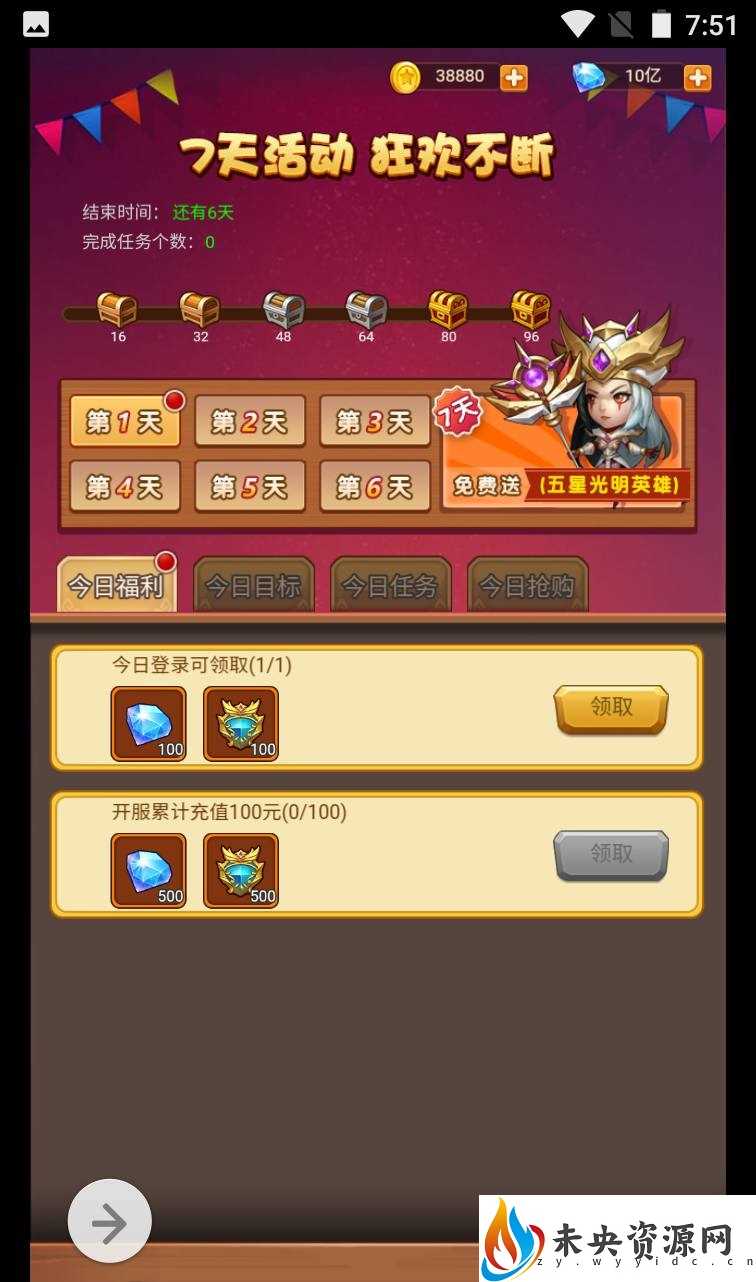 7:51
38880
10亿
7天活动 狂欢不断
结束时间： 还有6天
完成任务个数：0
16 32 48 64 80 96
第1天 第2天 第3天 7天
第4天 第5天 第6天 免费送 (五星光明英雄)
今日福利 今日目标 今日任务 今日抢购
今日登录可领取(1/1)
100 100
领取
开服累计充值100元(0/100)
500 500
领取
未央资源网
zy.wyyidc.cn